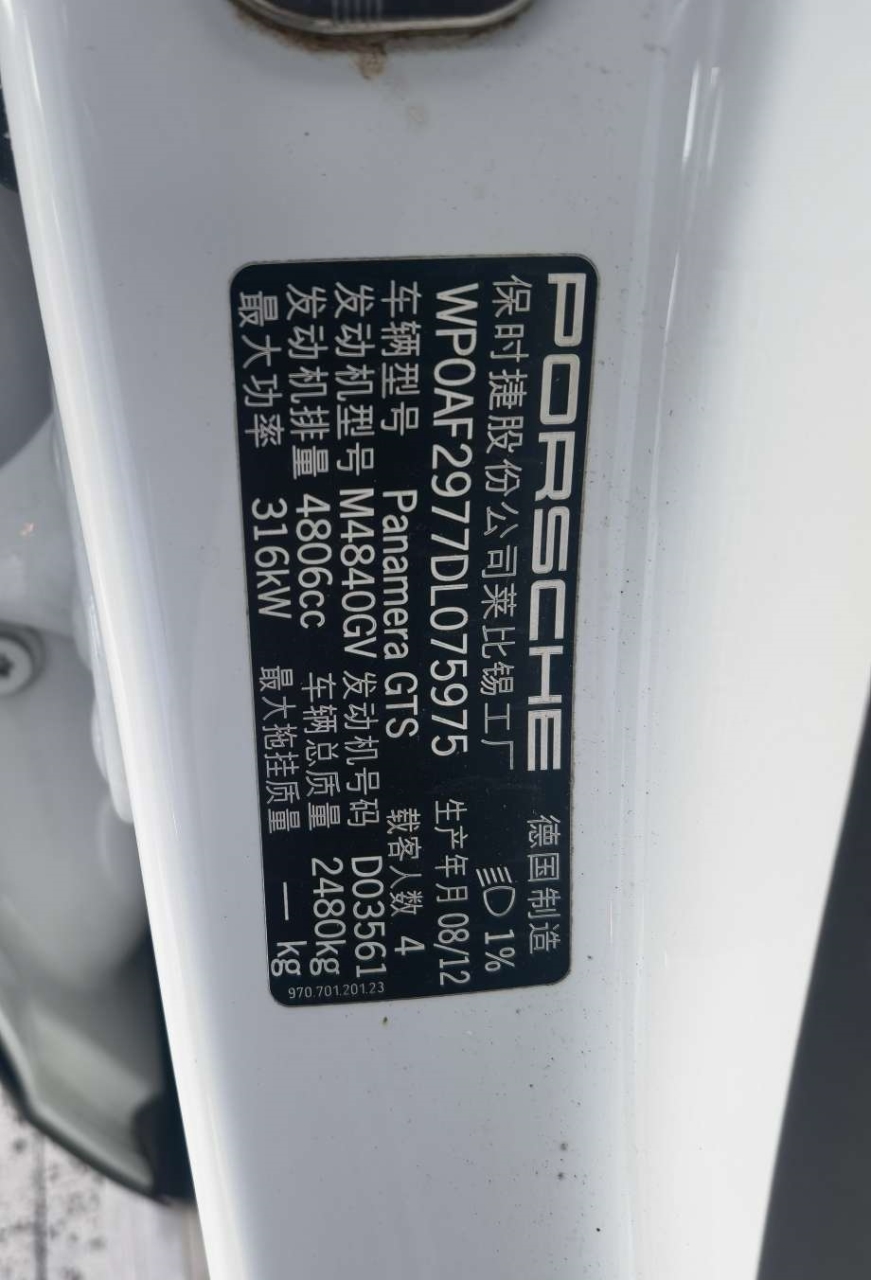 PORSCHE 德国制造
保时捷股份公司莱比锡工厂 1%
WP0AF2977DL075975 生产年月 08/12
车辆型号 Panamera GTS 载客人数 4
发动机型号 M4840GV 发动机号码 D03561
发动机排量 4806cc 车辆总质量 2480kg
最大功率 316kW 最大拖挂质量 — kg
970.701.201.23